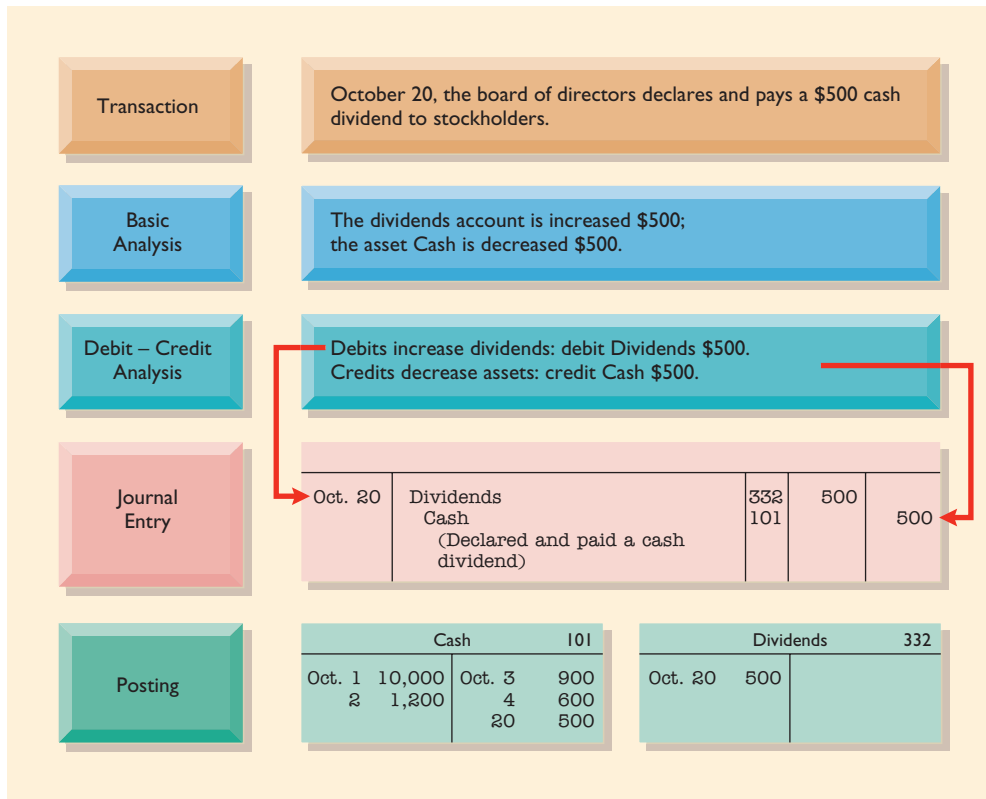 Transaction
October 20, the board of directors declares and pays a $500 cash
dividend to stockholders.
Basic
Analysis
The dividends account is increased $500;
the asset Cash is decreased $500.
Debit – Credit
Analysis
Debits increase dividends: debit Dividends $500.
Credits decrease assets: credit Cash $500.
Journal
Entry
Oct. 20 Dividends 332 500
Cash 101 500
(Declared and paid a cash
dividend)
Posting
Cash 101
Oct. 1 10,000 Oct. 3 900
2 1,200 4 600
20 500
Dividends 332
Oct. 20 500